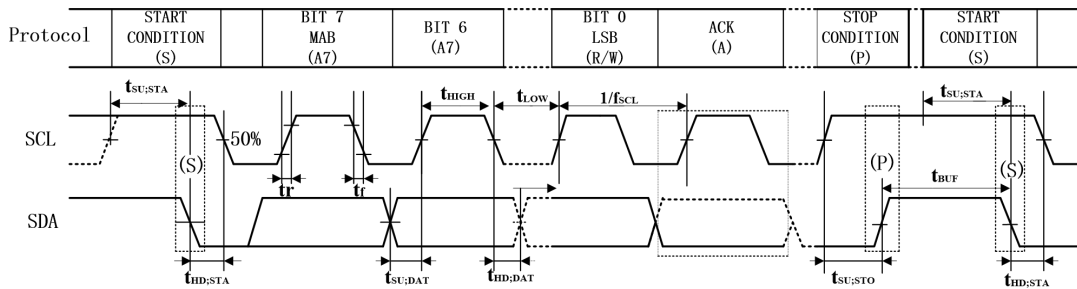 Protocol
START
CONDITION
(S)
BIT 7
MAB
(A7)
BIT 6
(A7)
BIT 0
LSB
(R/W)
ACK
(A)
STOP
CONDITION
(P)
START
CONDITION
(S)
tSU;STA
tHIGH
tLOW
1/fSCL
tSU;STA
SCL
(S)
50%
(P)
(S)
tr
tf
tBUF
SDA
tHD;STA
tSU;DAT
tHD;DAT
tSU;STO
tHD;STA